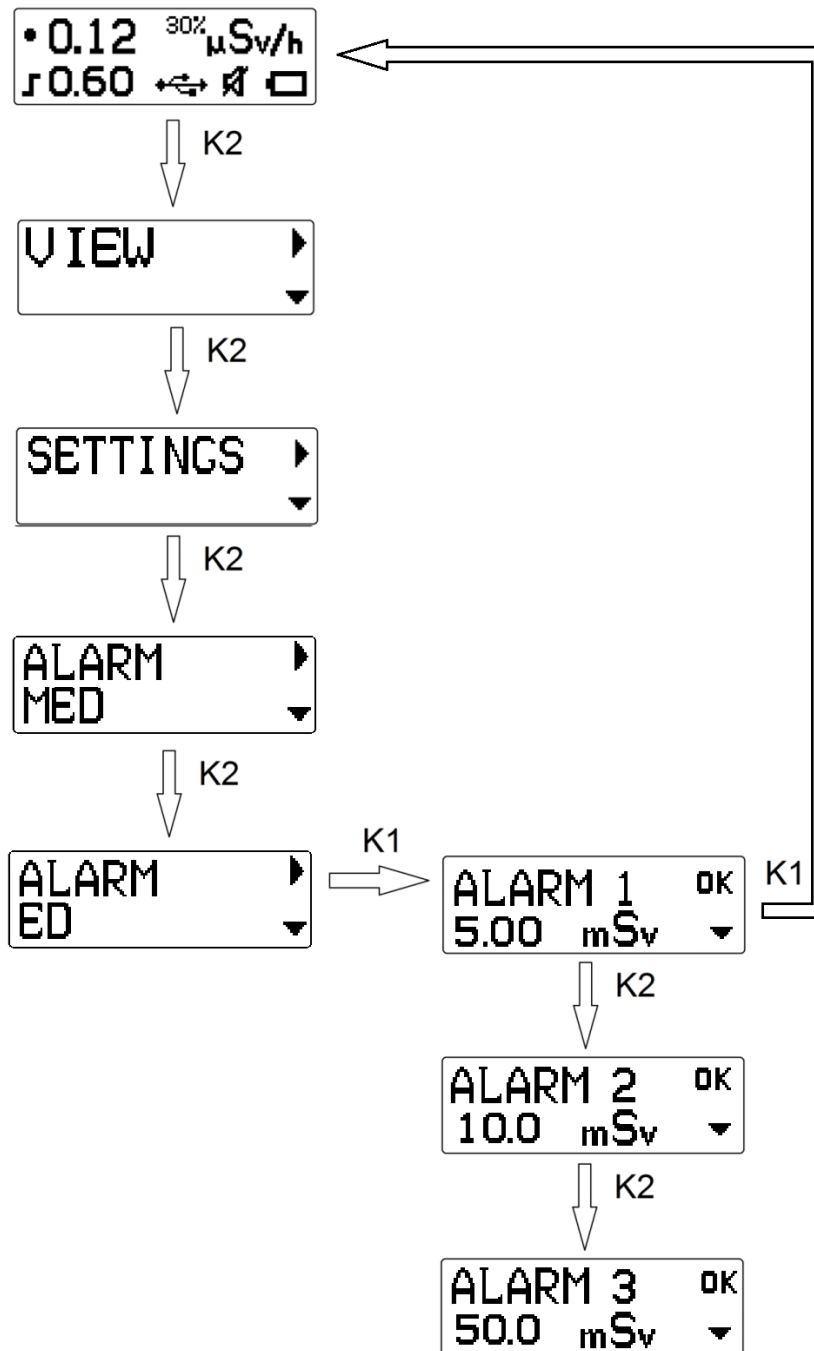 0.12 30% µSv/h
0.60
K2
VIEW
K2
SETTINGS
K2
ALARM
MED
K2
ALARM
ED
K1
ALARM 1 OK
5.00 mSv
K1
K2
ALARM 2 OK
10.0 mSv
K2
ALARM 3 OK
50.0 mSv